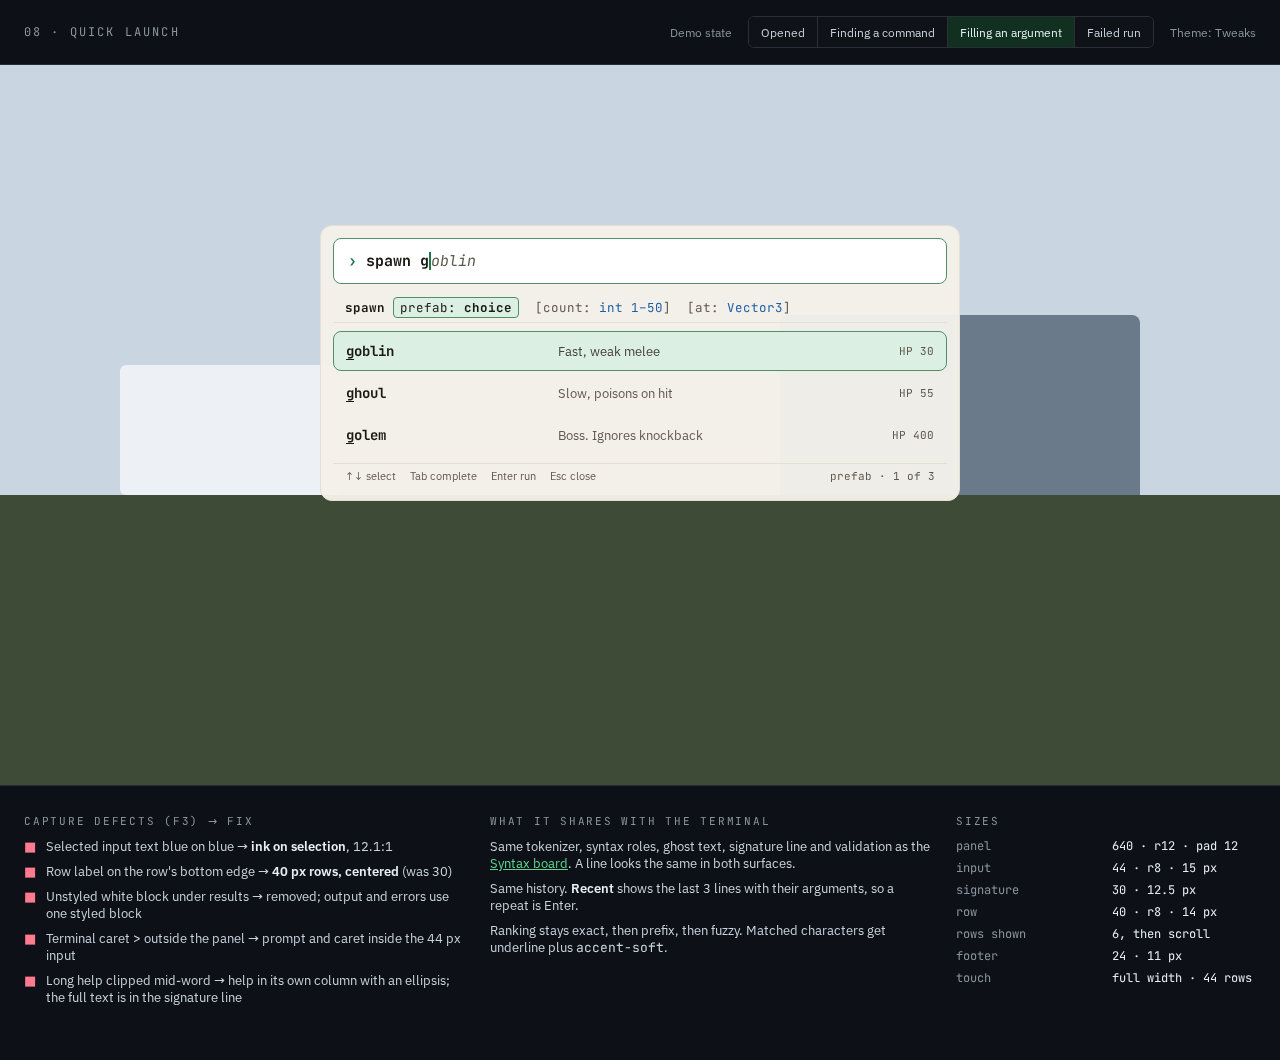 08 · QUICK LAUNCH
Demo state
Opened
Finding a command
Filling an argument
Failed run
Theme: Tweaks
› spawn goblin
spawn prefab: choice [count: int 1–50] [at: Vector3]
goblin Fast, weak melee HP 30
ghoul Slow, poisons on hit HP 55
golem Boss. Ignores knockback HP 400
↑↓ select Tab complete Enter run Esc close prefab · 1 of 3
CAPTURE DEFECTS (F3) → FIX
Selected input text blue on blue → ink on selection, 12.1:1
Row label on the row's bottom edge → 40 px rows, centered (was 30)
Unstyled white block under results → removed; output and errors use
one styled block
Terminal caret > outside the panel → prompt and caret inside the 44 px
input
Long help clipped mid-word → help in its own column with an ellipsis;
the full text is in the signature line
WHAT IT SHARES WITH THE TERMINAL
Same tokenizer, syntax roles, ghost text, signature line and validation as the
Syntax board. A line looks the same in both surfaces.
Same history. Recent shows the last 3 lines with their arguments, so a
repeat is Enter.
Ranking stays exact, then prefix, then fuzzy. Matched characters get
underline plus accent-soft.
SIZES
panel 640 · r12 · pad 12
input 44 · r8 · 15 px
signature 30 · 12.5 px
row 40 · r8 · 14 px
rows shown 6, then scroll
footer 24 · 11 px
touch full width · 44 rows